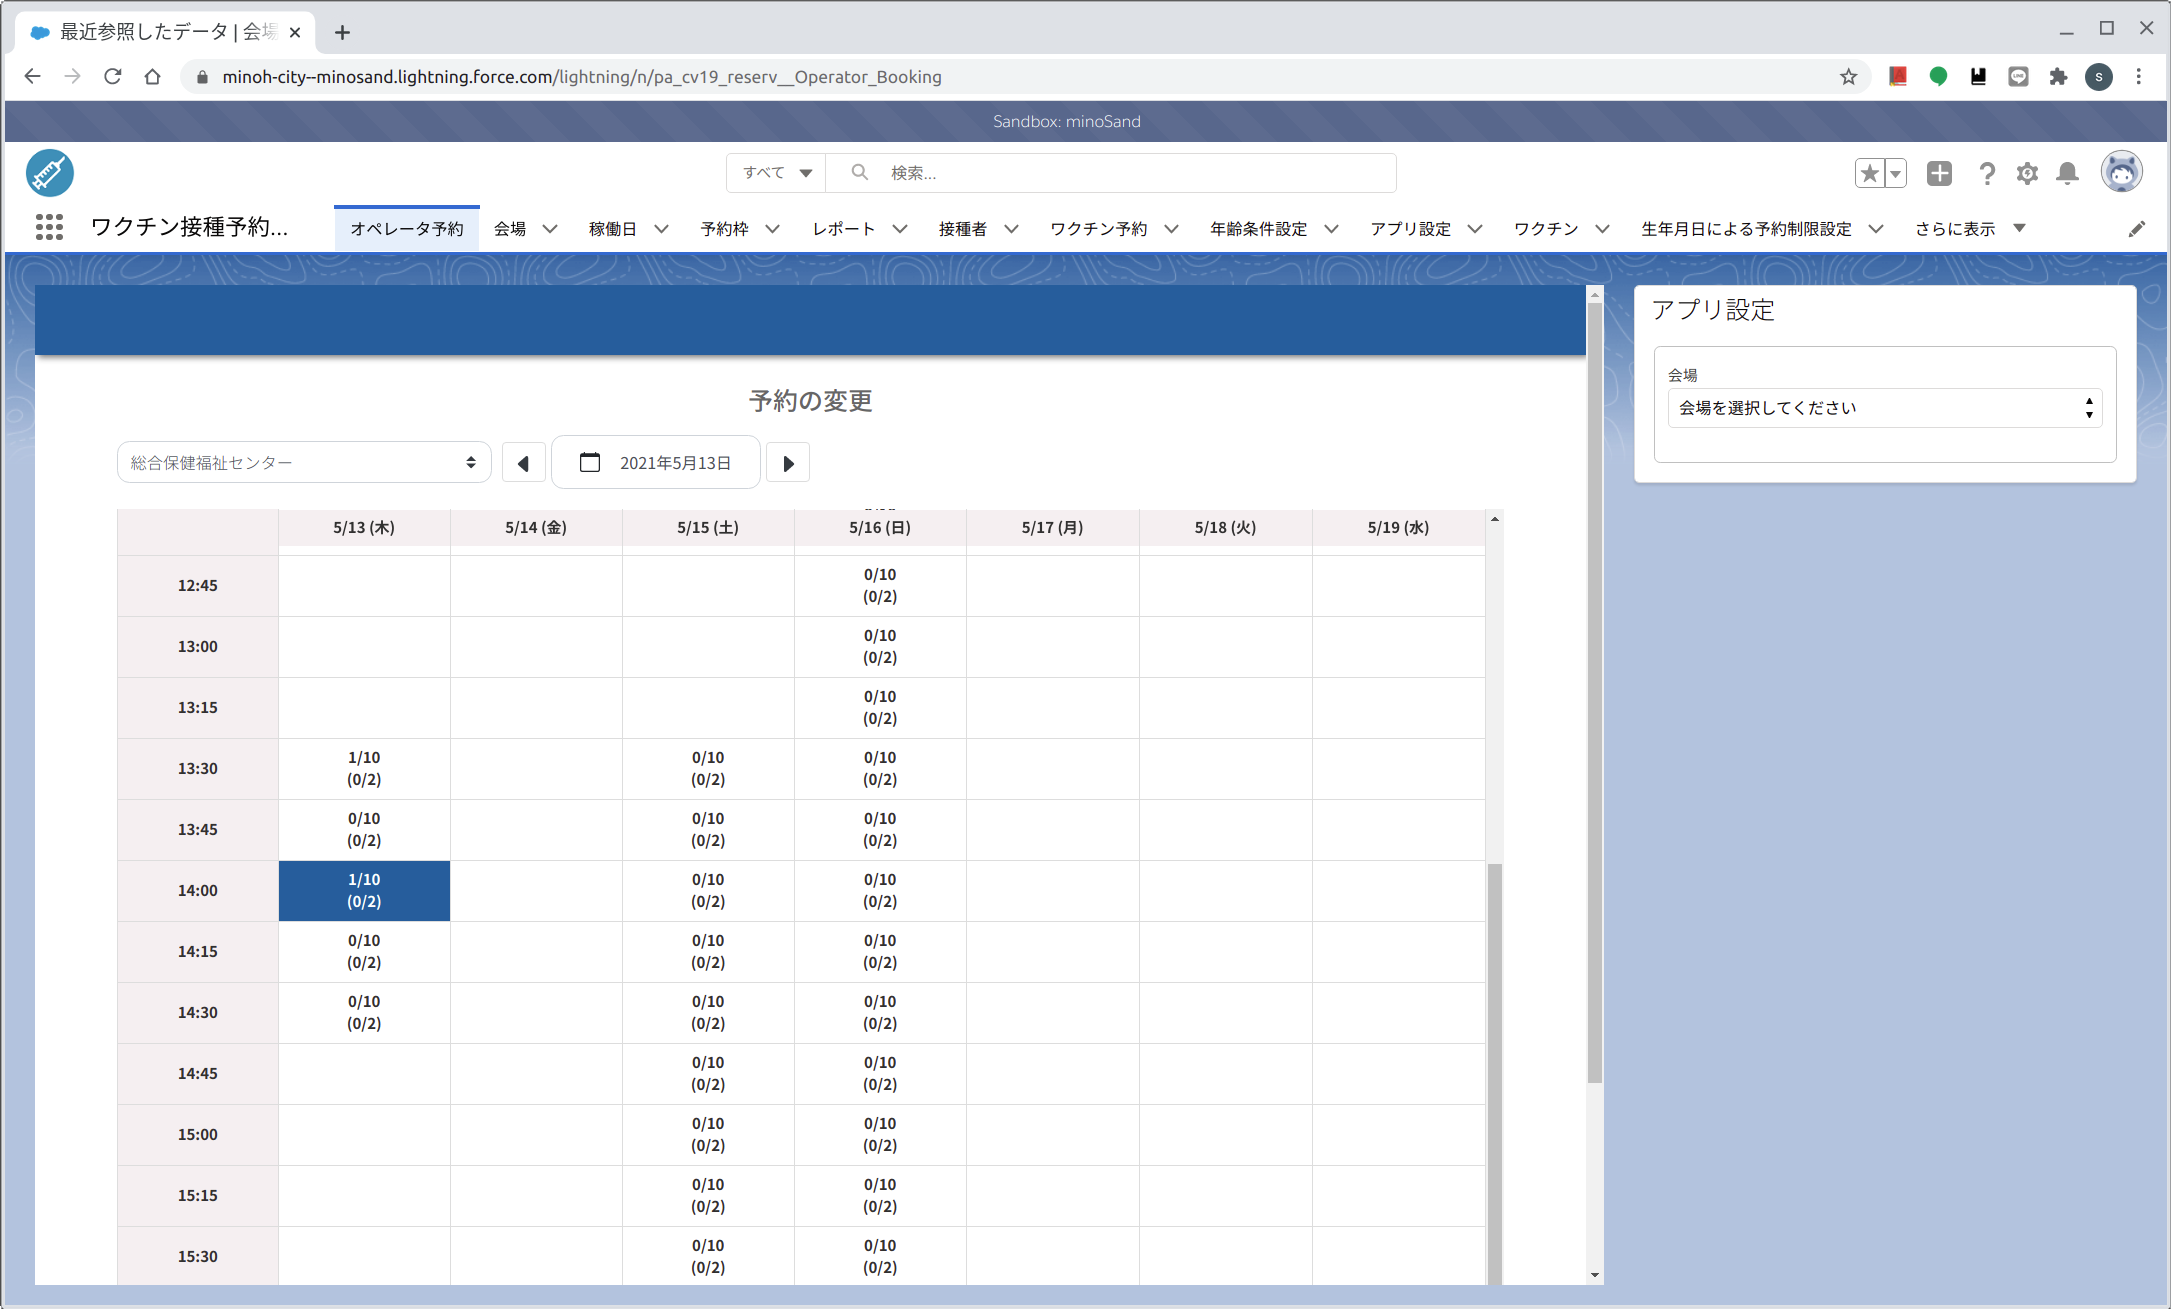 最近参照したデータ | 会場
minoh-city--minosand.lightning.force.com/lightning/n/pa_cv19_reserv__Operator_Booking
S
Sandbox: minoSand
すべて
検索...
ワクチン接種予約...
オペレータ予約
会場
稼働日
予約枠
レポート
接種者
ワクチン予約
年齢条件設定
アプリ設定
ワクチン
生年月日による予約制限設定
さらに表示
予約の変更
総合保健福祉センター
2021年5月13日
5/13 (木) 5/14 (金) 5/15 (土) 5/16 (日) 5/17 (月) 5/18 (火) 5/19 (水)
12:45 0/10
(0/2)
13:00 0/10
(0/2)
13:15 0/10
(0/2)
13:30 1/10 0/10 0/10
(0/2) (0/2) (0/2)
13:45 0/10 0/10 0/10
(0/2) (0/2) (0/2)
14:00 1/10 0/10 0/10
(0/2) (0/2) (0/2)
14:15 0/10 0/10 0/10
(0/2) (0/2) (0/2)
14:30 0/10 0/10 0/10
(0/2) (0/2) (0/2)
14:45 0/10 0/10
(0/2) (0/2)
15:00 0/10 0/10
(0/2) (0/2)
15:15 0/10 0/10
(0/2) (0/2)
15:30 0/10 0/10
(0/2) (0/2)
アプリ設定
会場
会場を選択してください